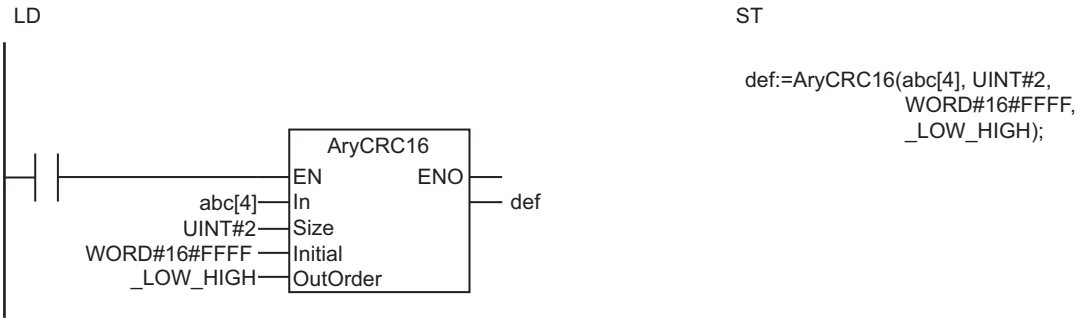 LD
ST
def:=AryCRC16(abc[4], UINT#2,
WORD#16#FFFF,
_LOW_HIGH);
AryCRC16
EN ENO
abc[4] In def
UINT#2 Size
WORD#16#FFFF Initial
_LOW_HIGH OutOrder